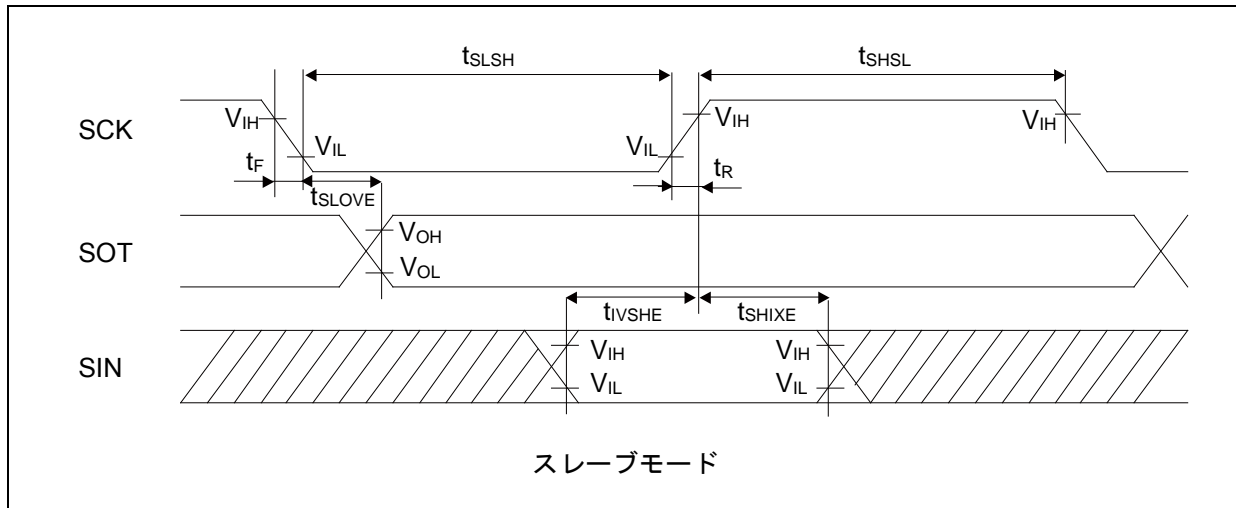 tSLSH tSHSL
SCK VIH VIL VIL VIH VIH
tF tSLOVE tR
SOT VOH
VOL
tIVSHE tSHIXE
SIN VIH VIH
VIL VIL
スレーブモード